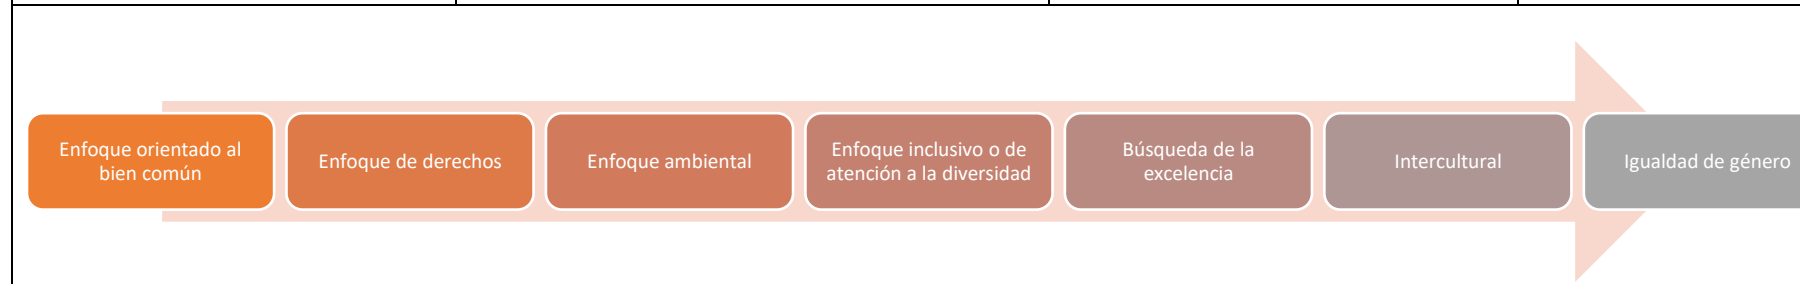 Enfoque orientado al
bien común
Enfoque de derechos
Enfoque ambiental
Enfoque inclusivo o de
atención a la diversidad
Búsqueda de la
excelencia
Intercultural
Igualdad de género